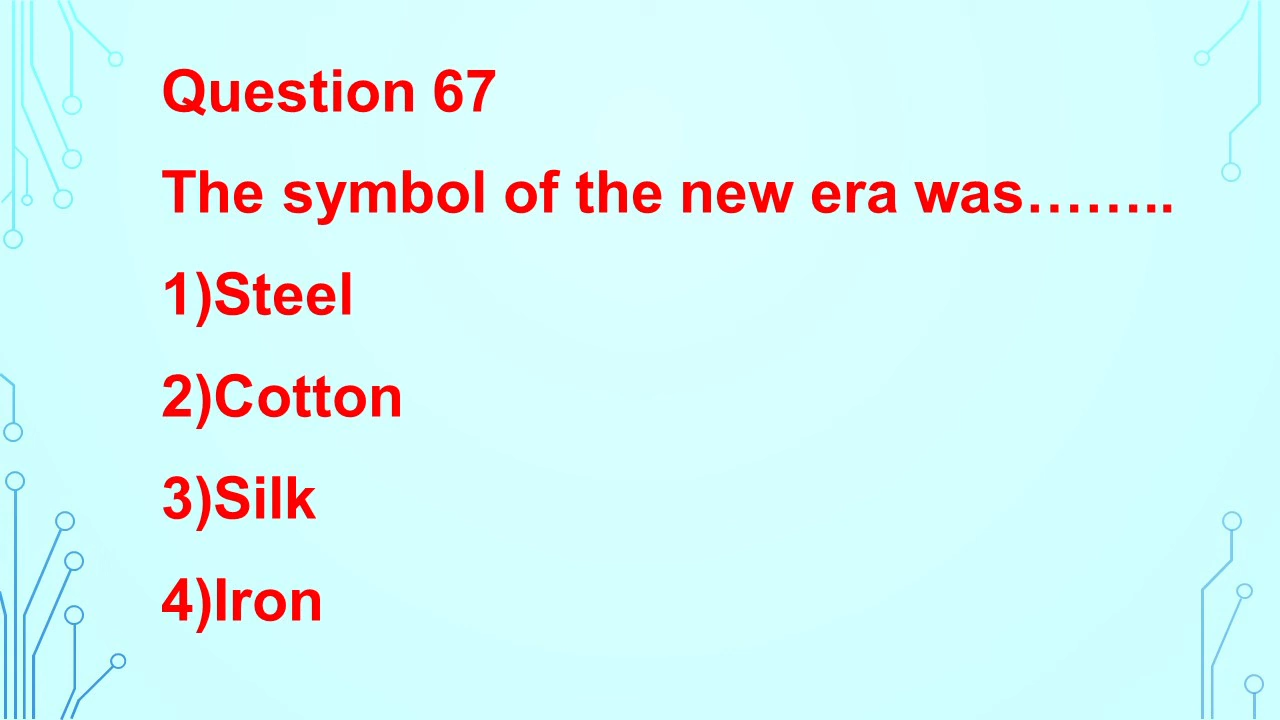 Question 67
The symbol of the new era was……..
1)Steel
2)Cotton
3)Silk
4)Iron